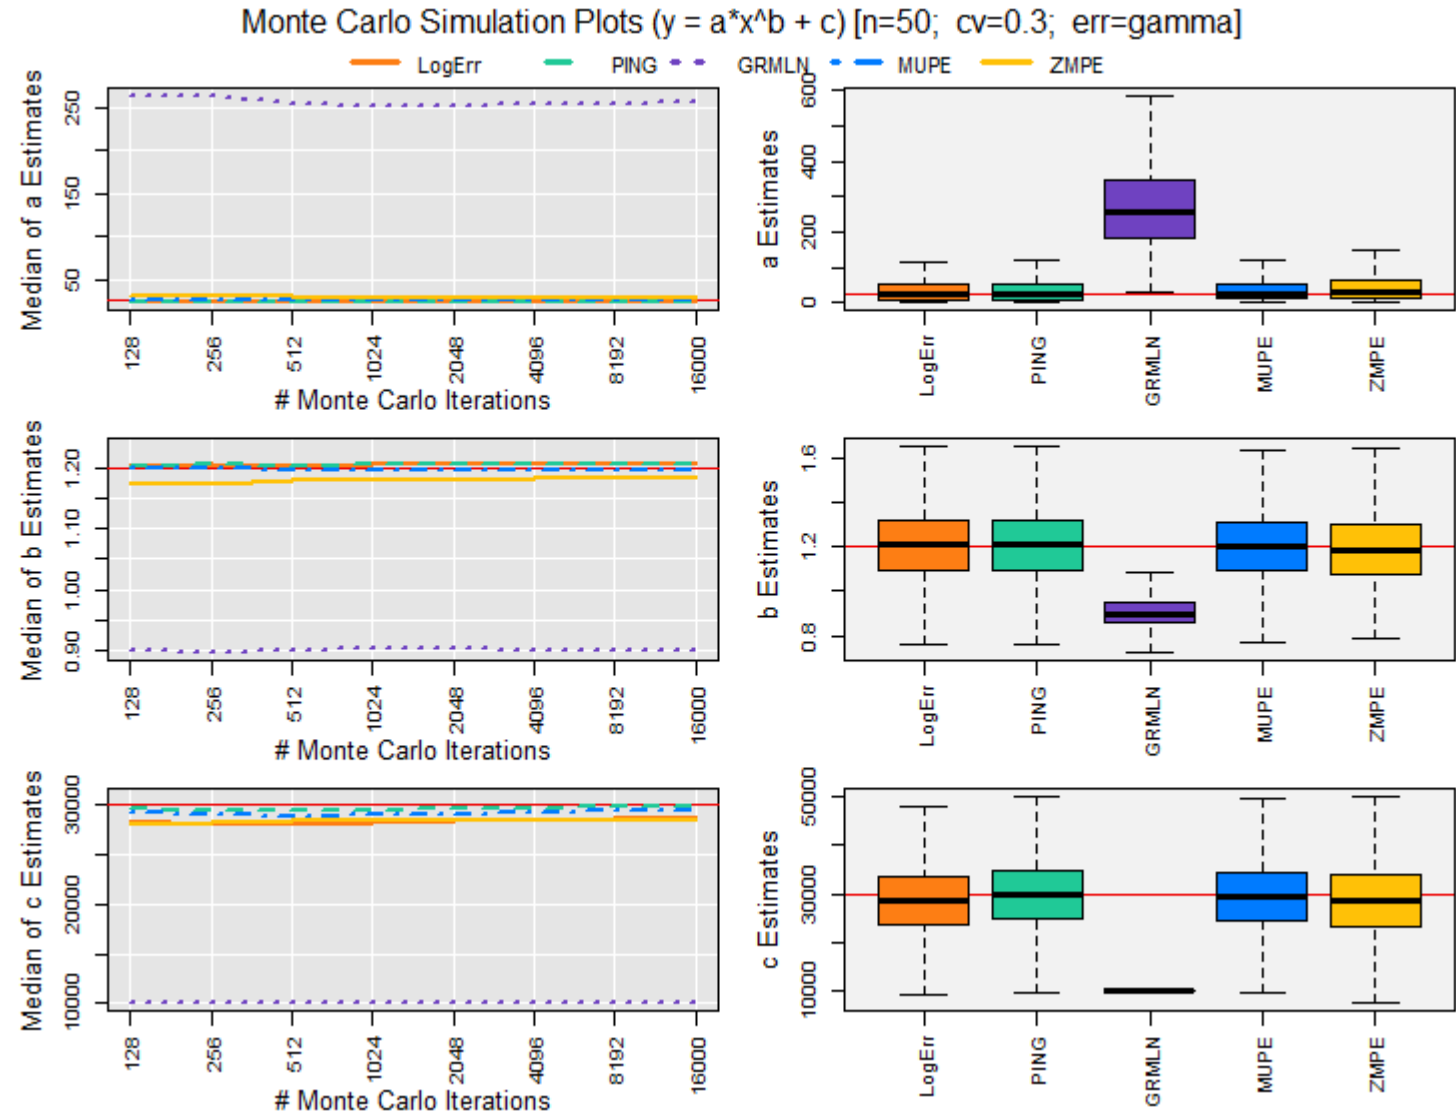 Monte Carlo Simulation Plots (y = a*x^b + c) [n=50; cv=0.3; err=gamma]
LogErr PING GRMLN MUPE ZMPE
Median of a Estimates
250
150
50
128 256 512 1024 2048 4096 8192 16000
# Monte Carlo Iterations
a Estimates
600
400
200
0
LogErr PING GRMLN MUPE ZMPE
Median of b Estimates
1.20
1.10
1.00
0.90
128 256 512 1024 2048 4096 8192 16000
# Monte Carlo Iterations
b Estimates
1.6
1.2
0.8
LogErr PING GRMLN MUPE ZMPE
Median of c Estimates
300000
20000
10000
128 256 512 1024 2048 4096 8192 16000
# Monte Carlo Iterations
c Estimates
50000
30000
10000
LogErr PING GRMLN MUPE ZMPE